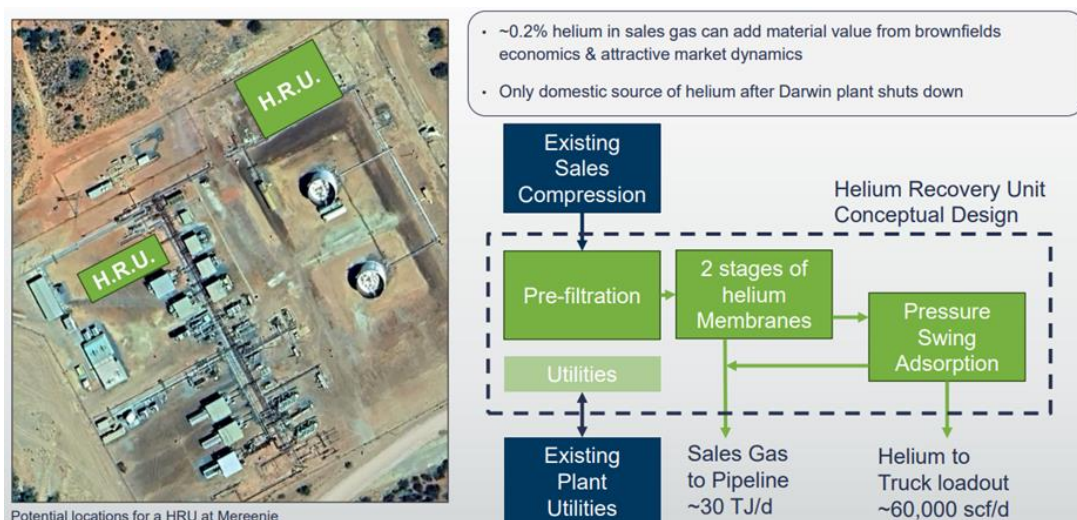 • ~0.2% helium in sales gas can add material value from brownfields
economics & attractive market dynamics
• Only domestic source of helium after Darwin plant shuts down
H.R.U.
H.R.U.
Potential locations for a HRU at Mereenie
Existing
Sales
Compression
Helium Recovery Unit
Conceptual Design
Pre-filtration
2 stages of
helium
Membranes
Pressure
Swing
Adsorption
Utilities
Existing
Plant
Utilities
Sales Gas
to Pipeline
~30 TJ/d
Helium to
Truck loadout
~60,000 scf/d